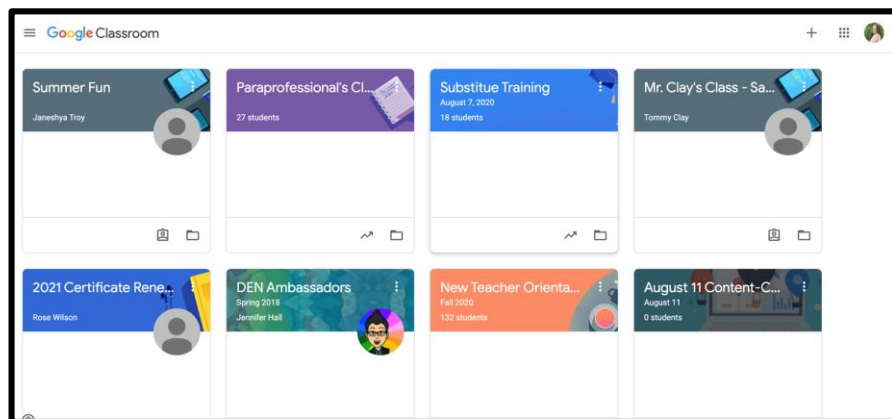 Google Classroom
Summer Fun
Janeshya Troy
Paraprofessional's Cl...
27 students
Substitue Training
August 7, 2020
18 students
Mr. Clay's Class - Sa...
Tommy Clay
2021 Certificate Rene...
Rose Wilson
DEN Ambassadors
Spring 2018
Jennifer Hall
New Teacher Orienta...
Fall 2020
132 students
August 11 Content-C...
August 11
0 students